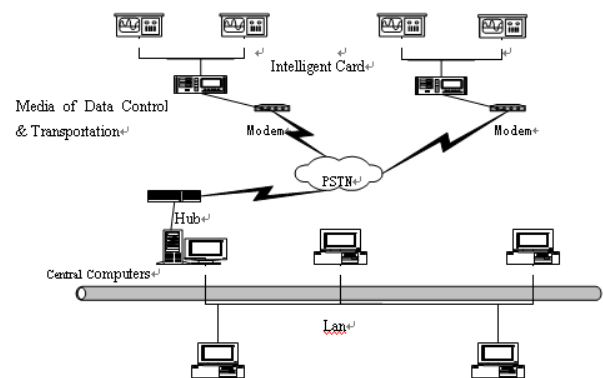 Intelligent Card
Media of Data Control
& Transportation
Modem
Modem
PSTN
Hub
Central Computers
Lan